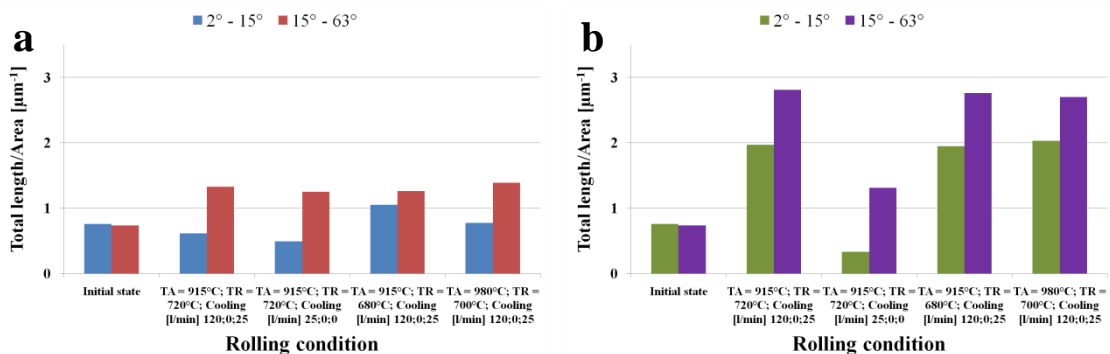 a
2° - 15° 15° - 63°
Total length/Area [µm⁻¹]
3
2
1
0
Initial state
TA = 915°C; TR =
720°C; Cooling
[l/min] 120;0;25
TA = 915°C; TR =
720°C; Cooling
[l/min] 25;0;0
TA = 915°C; TR =
680°C; Cooling
[l/min] 120;0;25
TA = 980°C; TR =
700°C; Cooling
[l/min] 120;0;25
Rolling condition
b
2° - 15° 15° - 63°
Total length/Area [µm⁻¹]
3
2
1
0
Initial state
TA = 915°C; TR =
720°C; Cooling
[l/min] 120;0;25
TA = 915°C; TR =
720°C; Cooling
[l/min] 25;0;0
TA = 915°C; TR =
680°C; Cooling
[l/min] 120;0;25
TA = 980°C; TR =
700°C; Cooling
[l/min] 120;0;25
Rolling condition